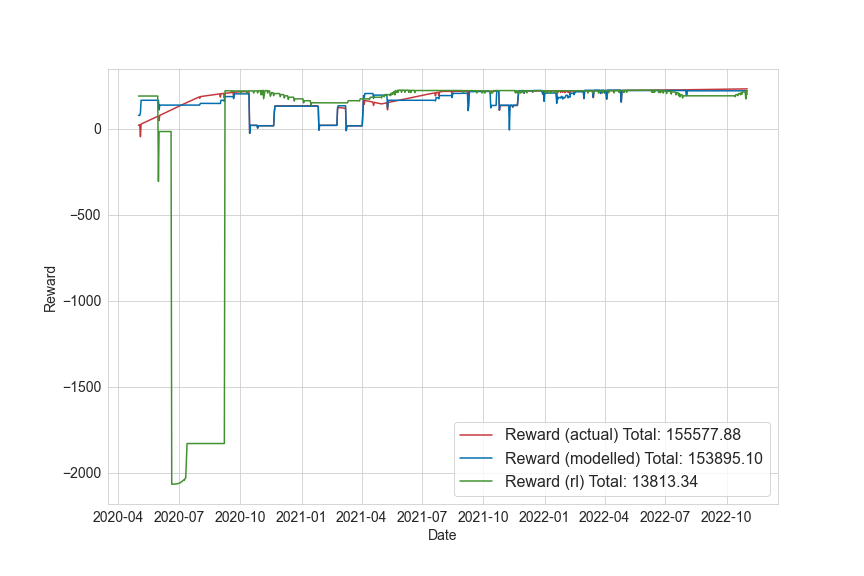 0
−500
−1000
−1500
−2000
Reward
Reward (actual) Total: 155577.88
Reward (modelled) Total: 153895.10
Reward (rl) Total: 13813.34
2020-04 2020-07 2020-10 2021-01 2021-04 2021-07 2021-10 2022-01 2022-04 2022-07 2022-10
Date